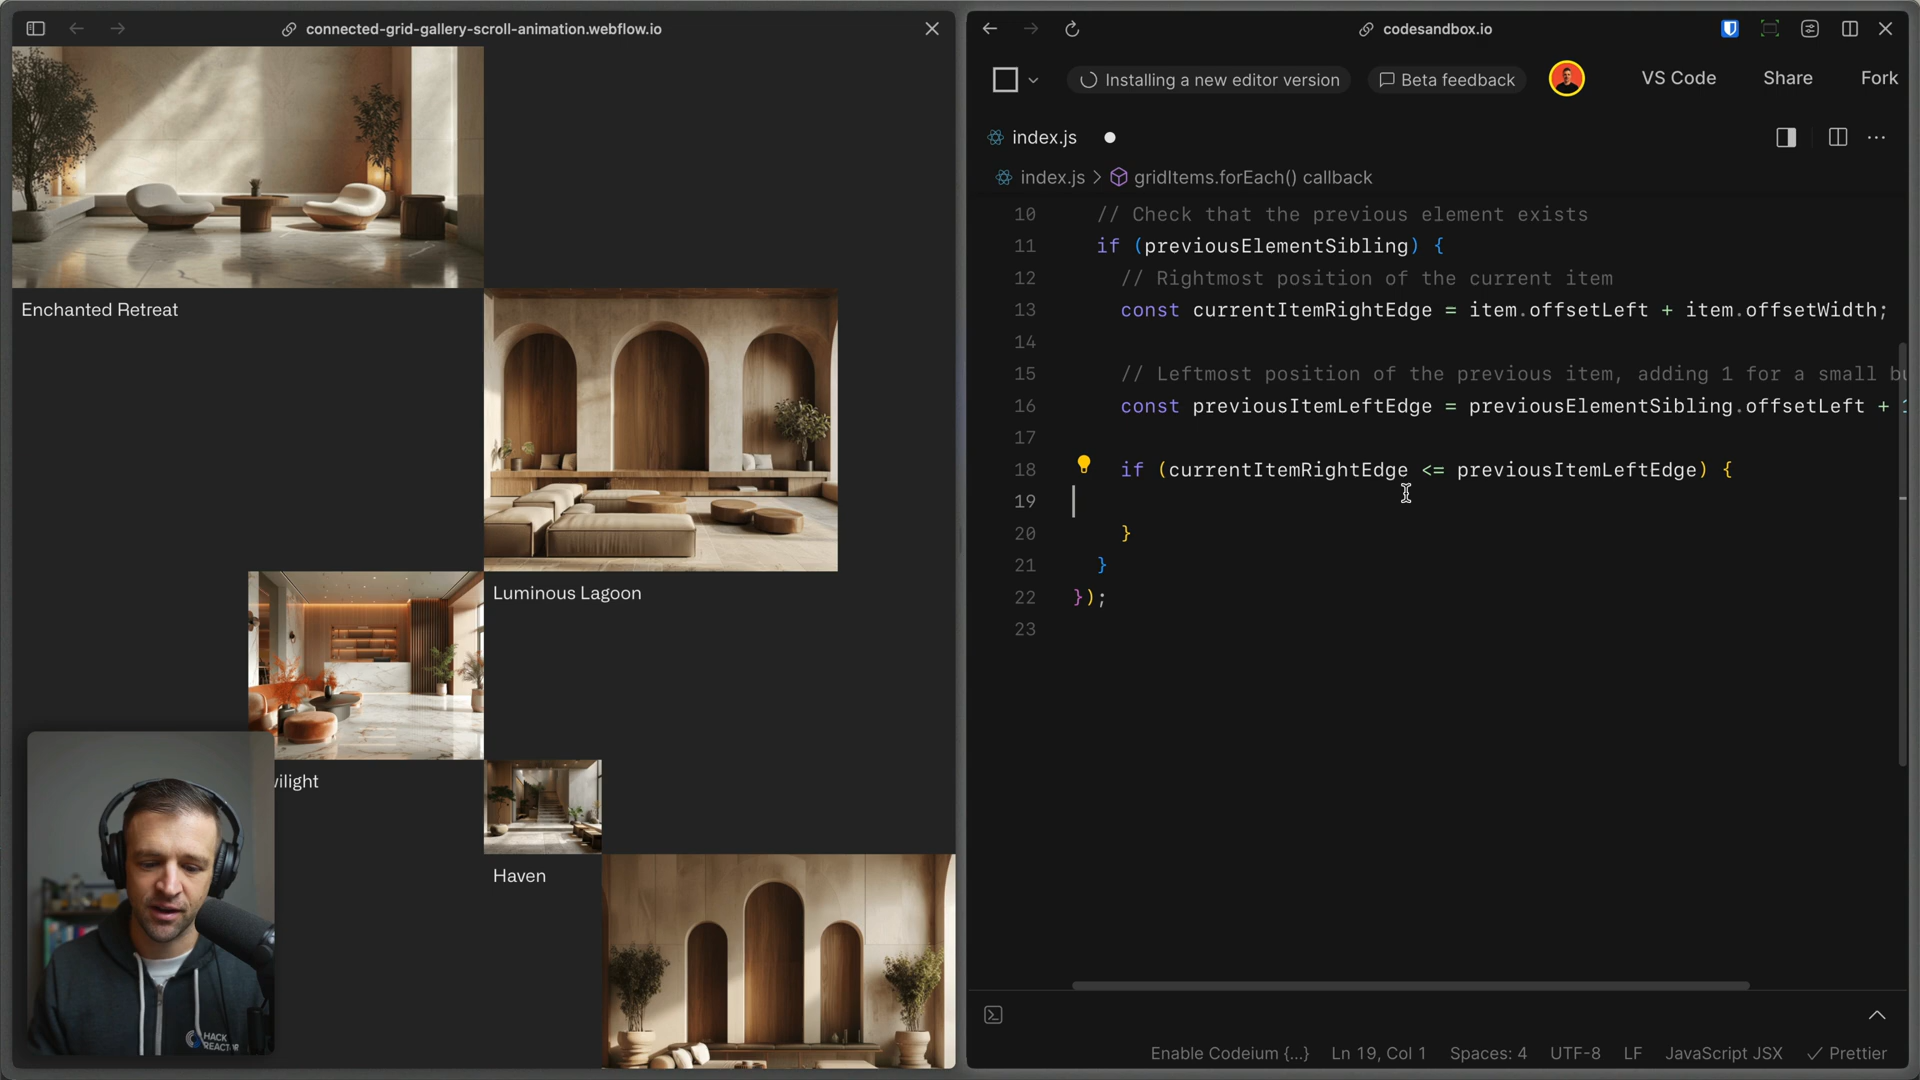 connected-grid-gallery-scroll-animation.webflow.io
Enchanted Retreat
Luminous Lagoon
Haven
HACK
codesandbox.io
Installing a new editor version
Beta feedback
VS Code
Share
Fork
index.js
index.js > gridItems.forEach() callback
10 // Check that the previous element exists
11 if (previousElementSibling) {
12 // Rightmost position of the current item
13 const currentItemRightEdge = item.offsetLeft + item.offsetWidth;
14
15 // Leftmost position of the previous item, adding 1 for a small
16 const previousItemLeftEdge = previousElementSibling.offsetLeft +
17
18 if (currentItemRightEdge <= previousItemLeftEdge) {
19
20 }
21 }
22 });
23
Enable Codeium {...} Ln 19, Col 1 Spaces: 4 UTF-8 LF JavaScript JSX Prettier